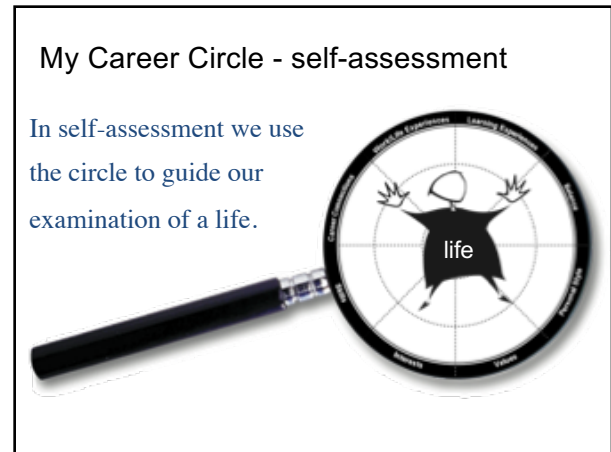 My Career Circle - self-assessment
In self-assessment we use
the circle to guide our
examination of a life.
Work/Life Experiences
Learning Experiences
Natural
Personal Style
Values
Interests
Skills
Career Connections
life